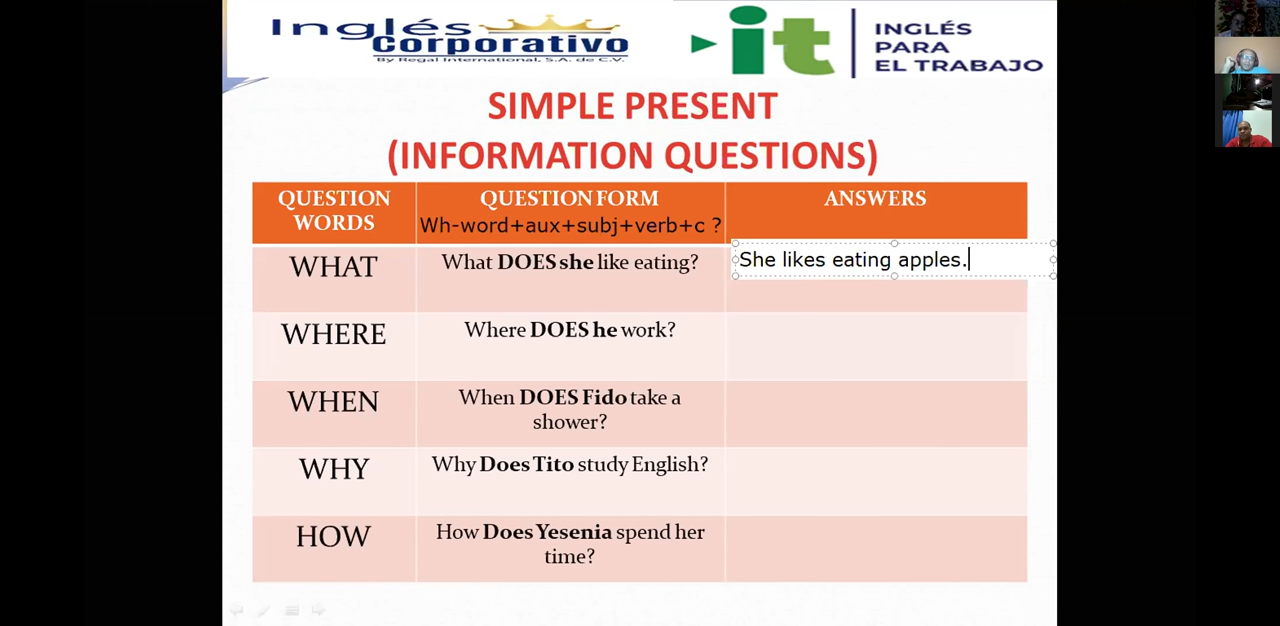 Inglés
Corporativo
By Regal International, S.A. de C.V.
it
INGLÉS
PARA
EL TRABAJO
SIMPLE PRESENT
(INFORMATION QUESTIONS)
QUESTION
WORDS
QUESTION FORM
Wh-word+aux+subj+verb+c ?
ANSWERS
WHAT
What DOES she like eating?
She likes eating apples.
WHERE
Where DOES he work?
WHEN
When DOES Fido take a
shower?
WHY
Why Does Tito study English?
HOW
How Does Yesenia spend her
time?